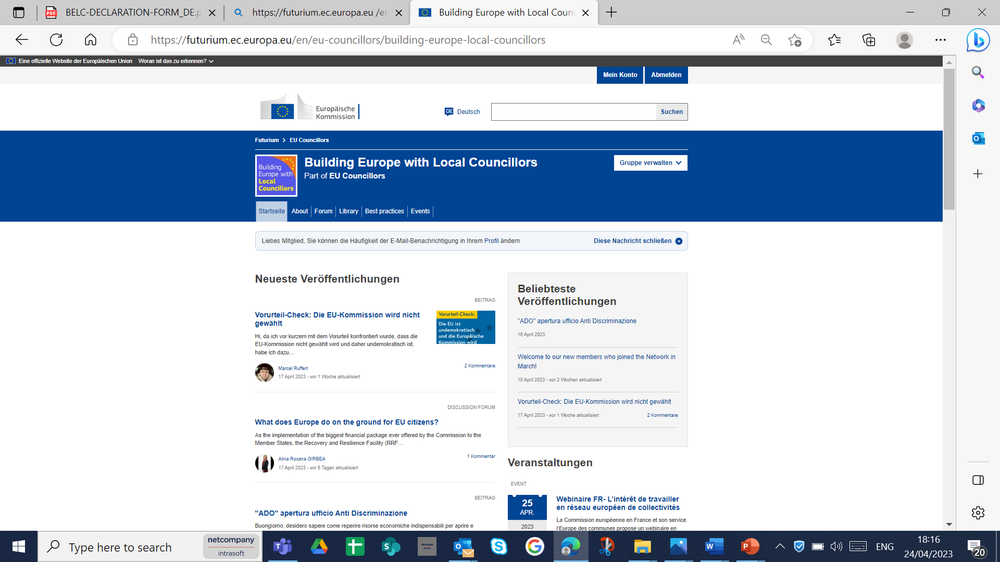 BELC-DECLARATION-FORM_DE.p
https://futurium.ec.europa.eu /en
Building Europe with Local Coun
https://futurium.ec.europa.eu/en/eu-councillors/building-europe-local-councillors
Eine offizielle Website der Europäischen Union Woran ist das zu erkennen?
Mein Konto Abmelden
Europäische
Kommission
DE Deutsch
Suchen
Futurium > EU Councillors
Building
Europe with
Local
Councillors
Building Europe with Local Councillors
Part of EU Councillors
Gruppe verwalten
Startseite About Forum Library Best practices Events
Liebes Mitglied, Sie können die Häufigkeit der E-Mail-Benachrichtigung in Ihrem Profil ändern
Diese Nachricht schließen
Neueste Veröffentlichungen
BEITRAG
Vorurteil-Check: Die EU-Kommission wird nicht
gewählt
Hi, da ich vor kurzem mit dem Vorurteil konfrontiert wurde, dass die
EU-Kommission nicht gewählt wird und daher undemokratisch ist,
habe ich dazu…
Vorurteil-Check:
Die EU ist
undemokratisch
und die Europäische
Kommission wird
Marcel Ruffert
17 April 2023 - vor 1 Woche aktualisiert
2 Kommentare
DISCUSSION FORUM
What does Europe do on the ground for EU citizens?
As the implementation of the biggest financial package ever offered by the Commission to the
Member States, the Recovery and Resilience Facility (RRF…
Alina Roxana GIRBEA
17 April 2023 - vor 6 Tagen aktualisiert
1 Kommentar
BEITRAG
"ADO" apertura ufficio Anti Discriminazione
Buongiorno, desidero sapere come reperire risorse economiche indispensabili per aprire e
Beliebteste
Veröffentlichungen
"ADO" apertura ufficio Anti Discriminazione
16 April 2023
Welcome to our new members who joined the Network in
March!
10 April 2023 - vor 2 Wochen aktualisiert
Vorurteil-Check: Die EU-Kommission wird nicht gewählt
17 April 2023 - vor 1 Woche aktualisiert
2 Kommentare
Veranstaltungen
EVENT
25
APR.
2023
Webinaire FR- L'intérêt de travailler
en réseau européen de collectivités
La Commission européenne en France et son service
l'Europe des communes propose un webinaire en
Type here to search
netcompany
intrasoft
ENG
18:16
24/04/2023
20